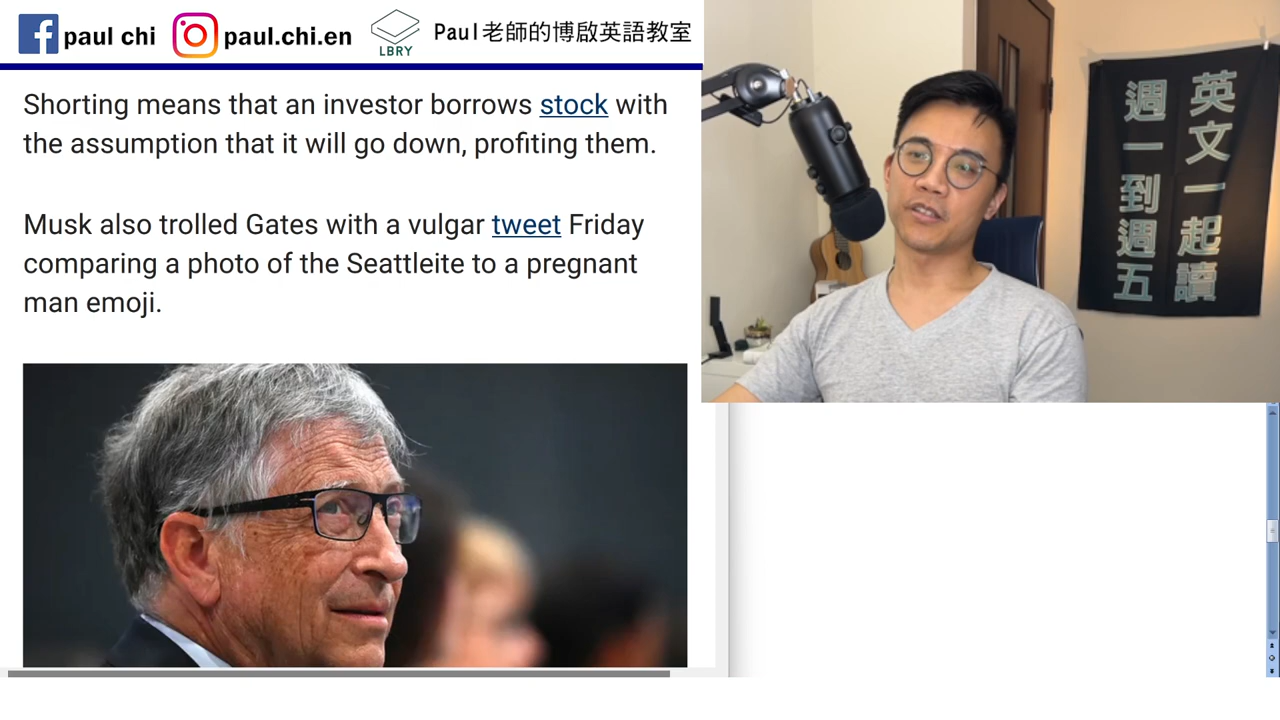 paul chi
paul.chi.en
LBRY
Paul老師的博啟英語教室
Shorting means that an investor borrows stock with
the assumption that it will go down, profiting them.
Musk also trolled Gates with a vulgar tweet Friday
comparing a photo of the Seattleite to a pregnant
man emoji.
英文一起讀
週一到週五